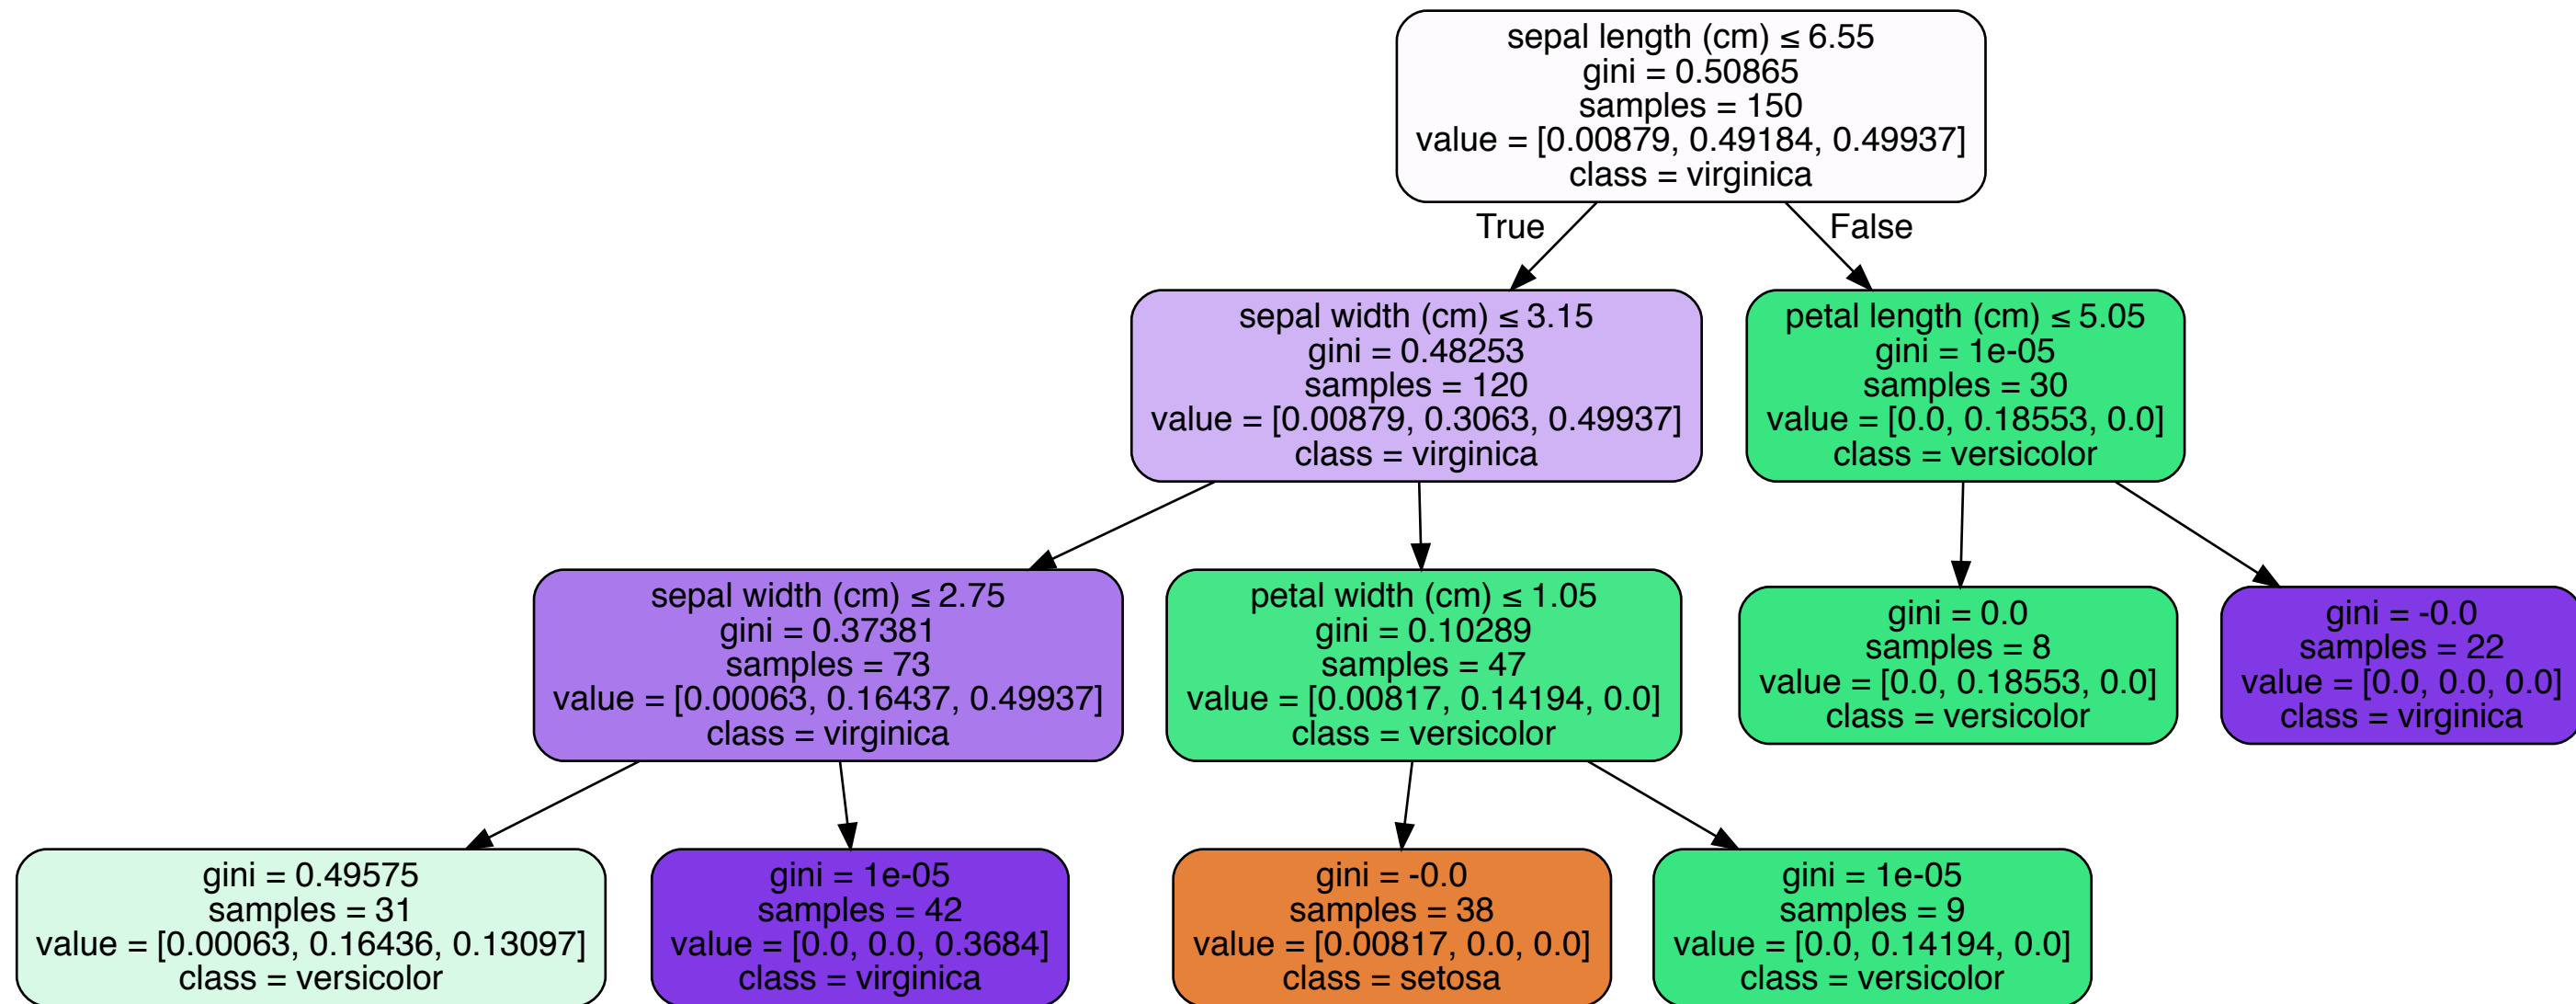 sepal length (cm) ≤ 6.55
gini = 0.50865
samples = 150
value = [0.00879, 0.49184, 0.49937]
class = virginica
True
False
sepal width (cm) ≤ 3.15
gini = 0.48253
samples = 120
value = [0.00879, 0.3063, 0.49937]
class = virginica
petal length (cm) ≤ 5.05
gini = 1e-05
samples = 30
value = [0.0, 0.18553, 0.0]
class = versicolor
sepal width (cm) ≤ 2.75
gini = 0.37381
samples = 73
value = [0.00063, 0.16437, 0.49937]
class = virginica
petal width (cm) ≤ 1.05
gini = 0.10289
samples = 47
value = [0.00817, 0.14194, 0.0]
class = versicolor
gini = 0.0
samples = 8
value = [0.0, 0.18553, 0.0]
class = versicolor
gini = -0.0
samples = 22
value = [0.0, 0.0, 0.0]
class = virginica
gini = 0.49575
samples = 31
value = [0.00063, 0.16436, 0.13097]
class = versicolor
gini = 1e-05
samples = 42
value = [0.0, 0.0, 0.3684]
class = virginica
gini = -0.0
samples = 38
value = [0.00817, 0.0, 0.0]
class = setosa
gini = 1e-05
samples = 9
value = [0.0, 0.14194, 0.0]
class = versicolor